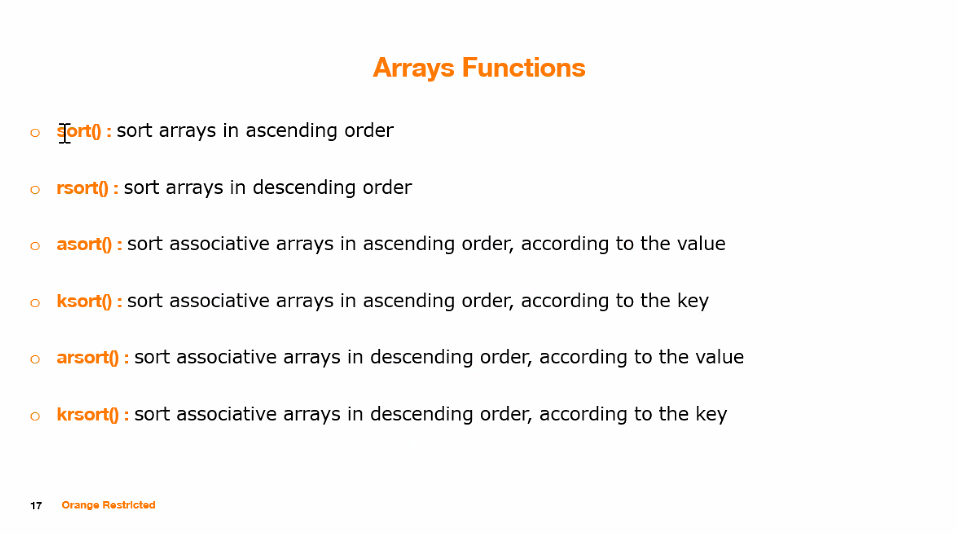 Arrays Functions
o sort() : sort arrays in ascending order
o rsort() : sort arrays in descending order
o asort() : sort associative arrays in ascending order, according to the value
o ksort() : sort associative arrays in ascending order, according to the key
o arsort() : sort associative arrays in descending order, according to the value
o krsort() : sort associative arrays in descending order, according to the key
17 Orange Restricted